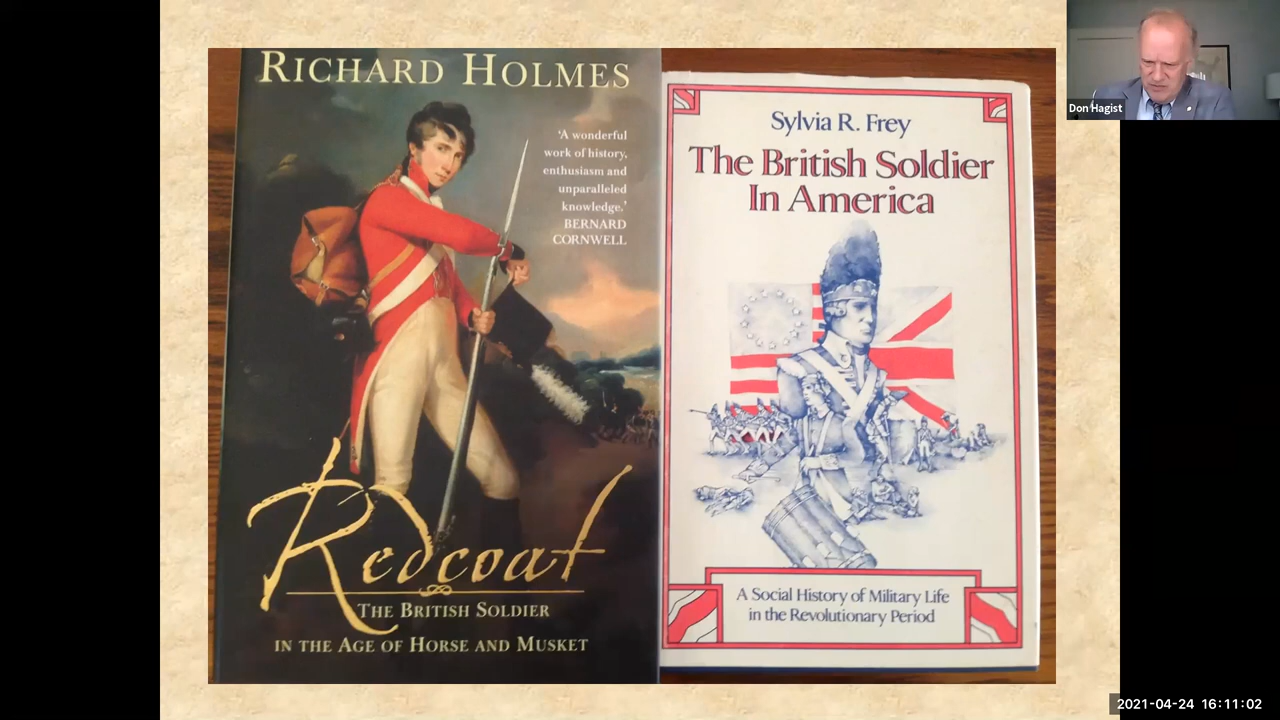 RICHARD HOLMES
'A wonderful
work of history,
enthusiasm and
unparalleled
knowledge.'
BERNARD
CORNWELL
Redcoat
THE BRITISH SOLDIER
IN THE AGE OF HORSE AND MUSKET
Sylvia R. Frey
The British Soldier
In America
A Social History of Military Life
in the Revolutionary Period
Don Hagist
2021-04-24 16:11:02